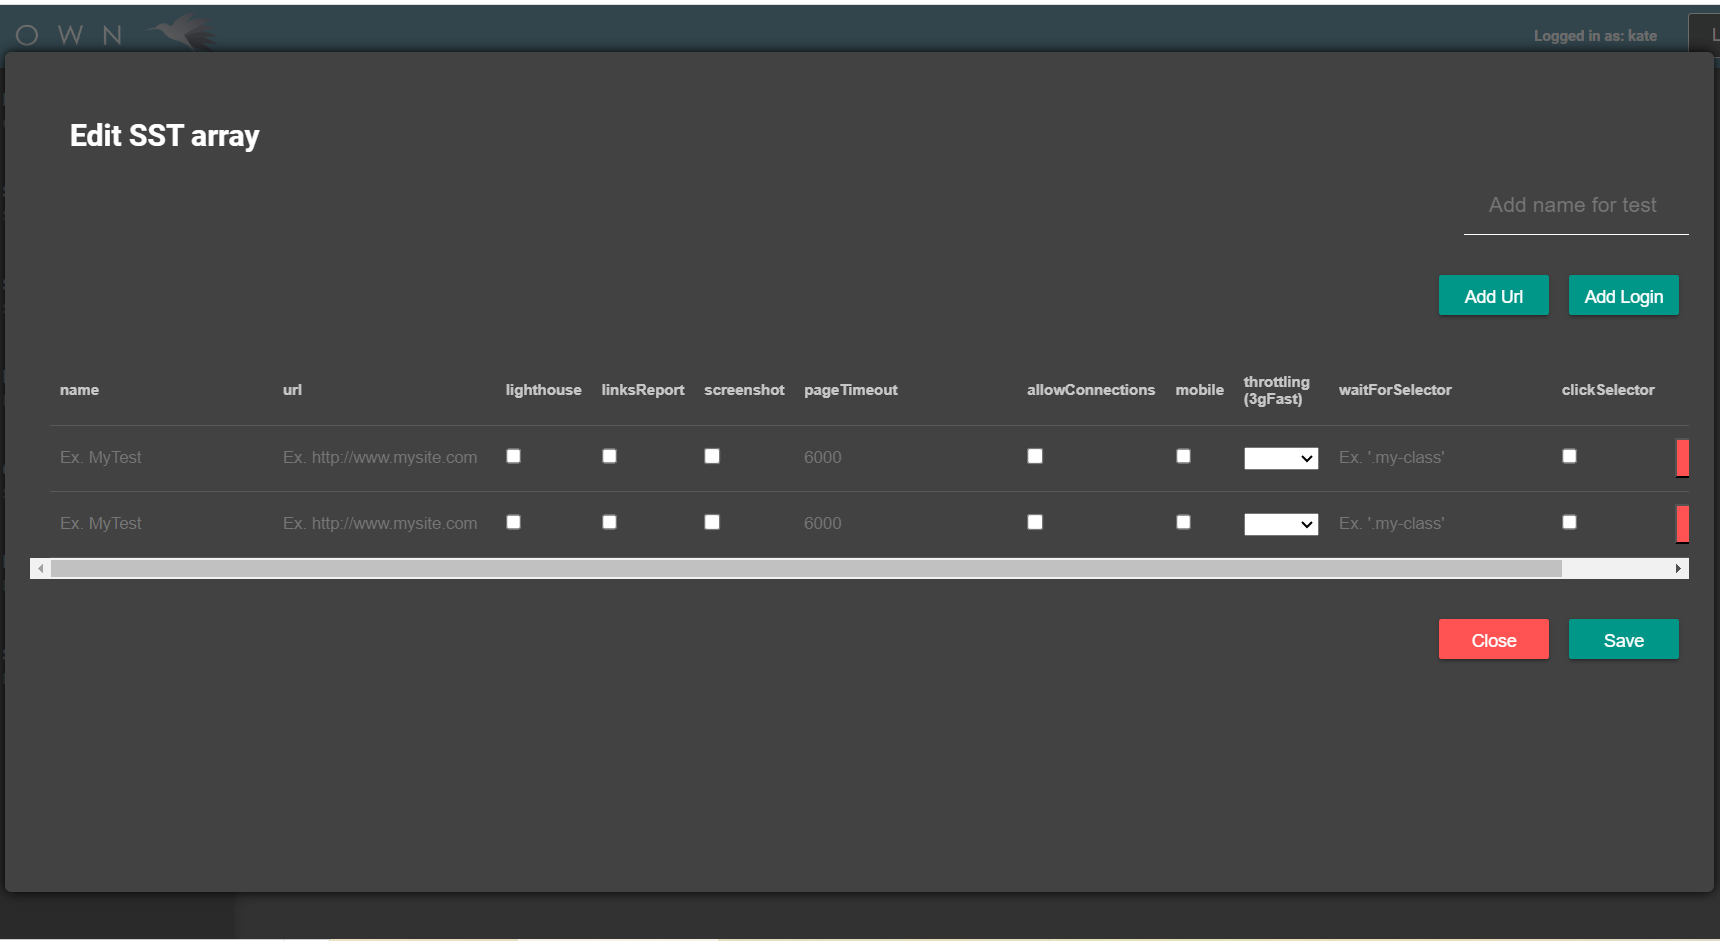 O W N
Logged in as: kate
Edit SST array
Add name for test
Add Url Add Login
name url lighthouse linksReport screenshot pageTimeout allowConnections mobile throttling (3gFast) waitForSelector clickSelector
Ex. MyTest Ex. http://www.mysite.com 6000 Ex. '.my-class'
Ex. MyTest Ex. http://www.mysite.com 6000 Ex. '.my-class'
Close Save